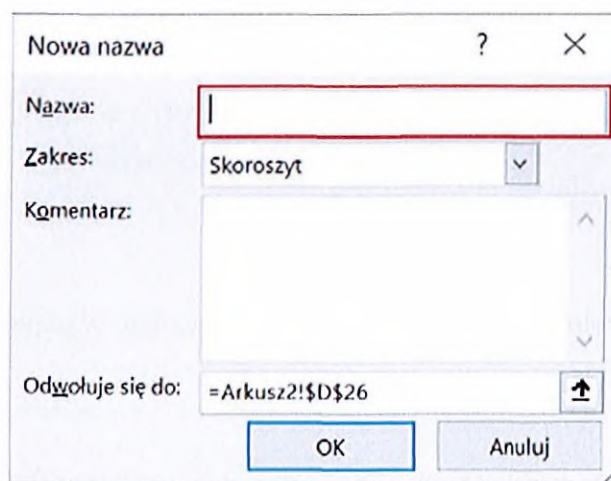 Nowa nazwa ? ×
Nazwa:
Zakres: Skoroszyt
Komentarz:
Odwołuje się do: =Arkusz2!$D$26
OK Anuluj